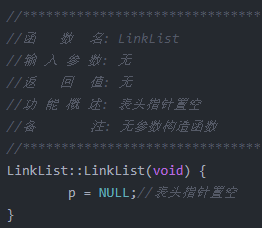 //******************************
//函    数  名: LinkList
//输 入 参 数: 无
//返    回  值: 无
//功 能 概 述: 表头指针置空
//备        注: 无参数构造函数
//******************************
LinkList::LinkList(void) {
        p = NULL;//表头指针置空
}